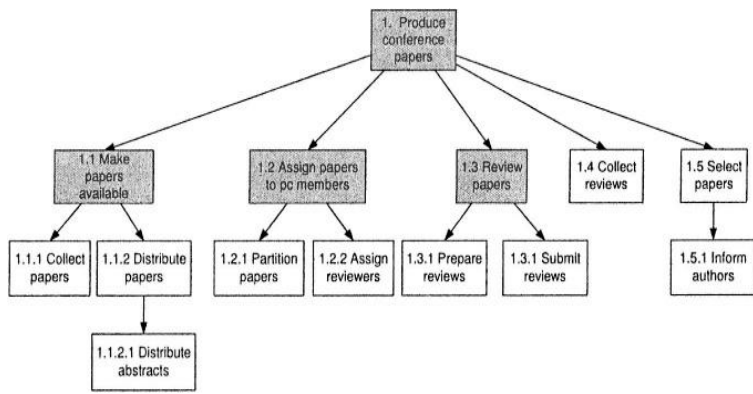 1. Produce
conference
papers
1.1 Make
papers
available
1.2 Assign papers
to pc members
1.3 Review
papers
1.4 Collect
reviews
1.5 Select
papers
1.1.1 Collect
papers
1.1.2 Distribute
papers
1.2.1 Partition
papers
1.2.2 Assign
reviewers
1.3.1 Prepare
reviews
1.3.1 Submit
reviews
1.5.1 Inform
authors
1.1.2.1 Distribute
abstracts